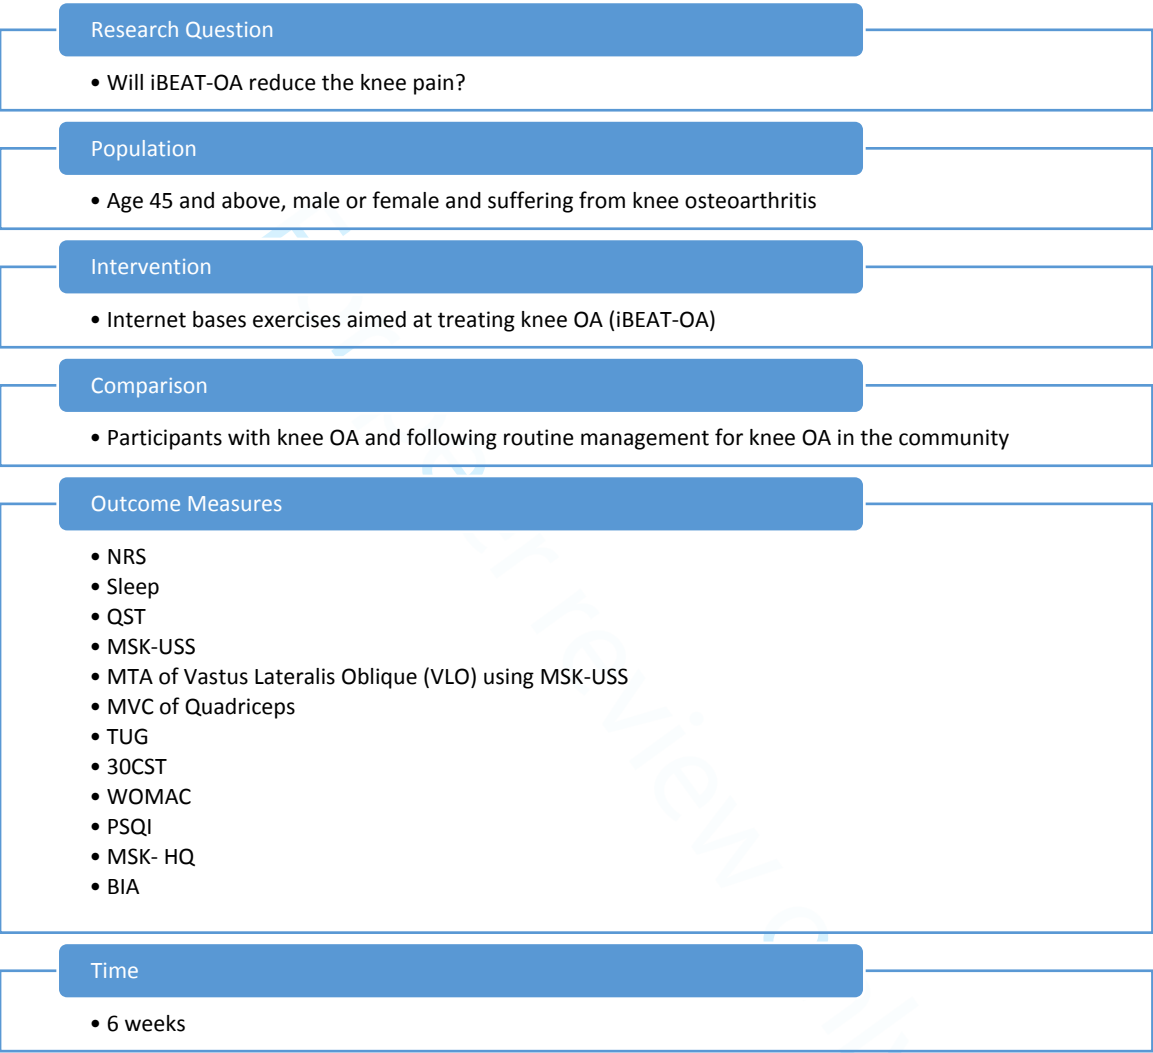 Research Question
• Will iBEAT-OA reduce the knee pain?
Population
• Age 45 and above, male or female and suffering from knee osteoarthritis
Intervention
• Internet bases exercises aimed at treating knee OA (iBEAT-OA)
Comparison
• Participants with knee OA and following routine management for knee OA in the community
Outcome Measures
• NRS
• Sleep
• QST
• MSK-USS
• MTA of Vastus Lateralis Oblique (VLO) using MSK-USS
• MVC of Quadriceps
• TUG
• 30CST
• WOMAC
• PSQI
• MSK- HQ
• BIA
Time
• 6 weeks